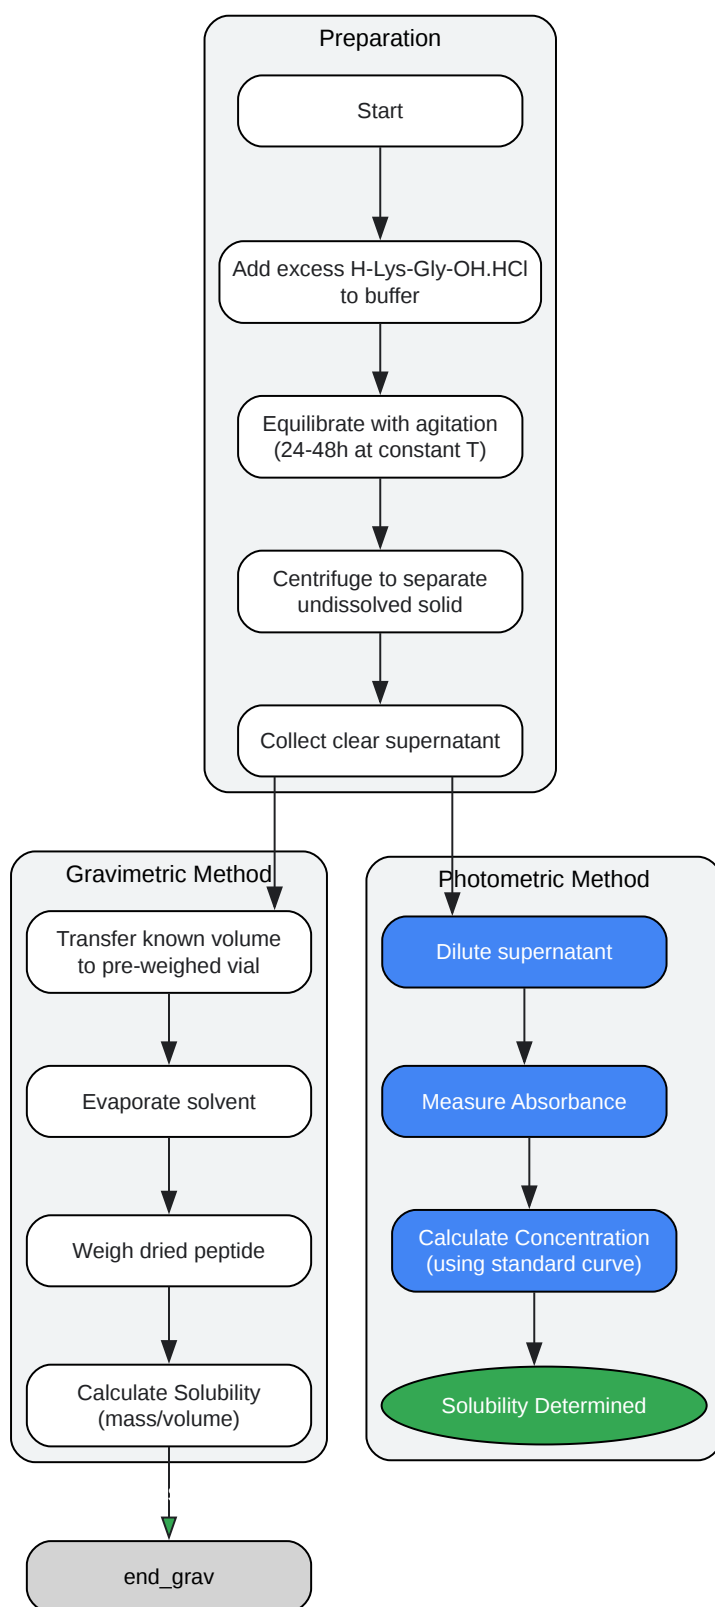 Preparation
Start
Add excess H-Lys-Gly-OH.HCl
to buffer
Equilibrate with agitation
(24-48h at constant T)
Centrifuge to separate
undissolved solid
Collect clear supernatant
Gravimetric Method
Transfer known volume
to pre-weighed vial
Evaporate solvent
Weigh dried peptide
Calculate Solubility
(mass/volume)
end_grav
Photometric Method
Dilute supernatant
Measure Absorbance
Calculate Concentration
(using standard curve)
Solubility Determined